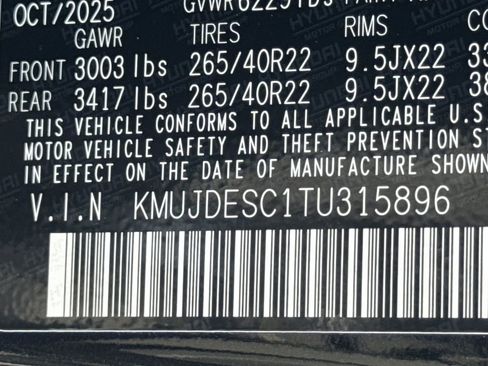 OCT/2025 GVWR6229lbs
GAWR TIRES RIMS
FRONT 3003 lbs 265/40R22 9.5JX22
REAR 3417 lbs 265/40R22 9.5JX22
THIS VEHICLE CONFORMS TO ALL APPLICABLE U.S
MOTOR VEHICLE SAFETY AND THEFT PREVENTION ST
IN EFFECT ON THE DATE OF MANUFACTURE SHOWN
V.I.N KMUJDESC1TU315896